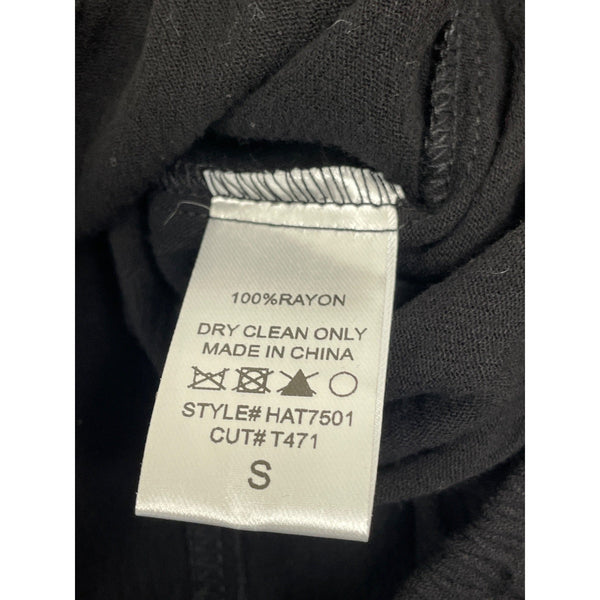 100%RAYON
DRY CLEAN ONLY
MADE IN CHINA
STYLE# HAT7501
CUT# T471
S